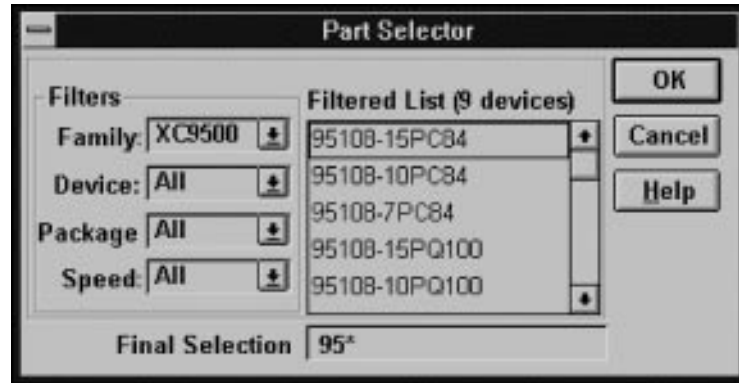 Part Selector
Filters
Family: XC9500
Device: All
Package All
Speed: All
Filtered List (9 devices)
95108-15PC84
95108-10PC84
95108-7PC84
95108-15PQ100
95108-10PQ100
OK
Cancel
Help
Final Selection 95*